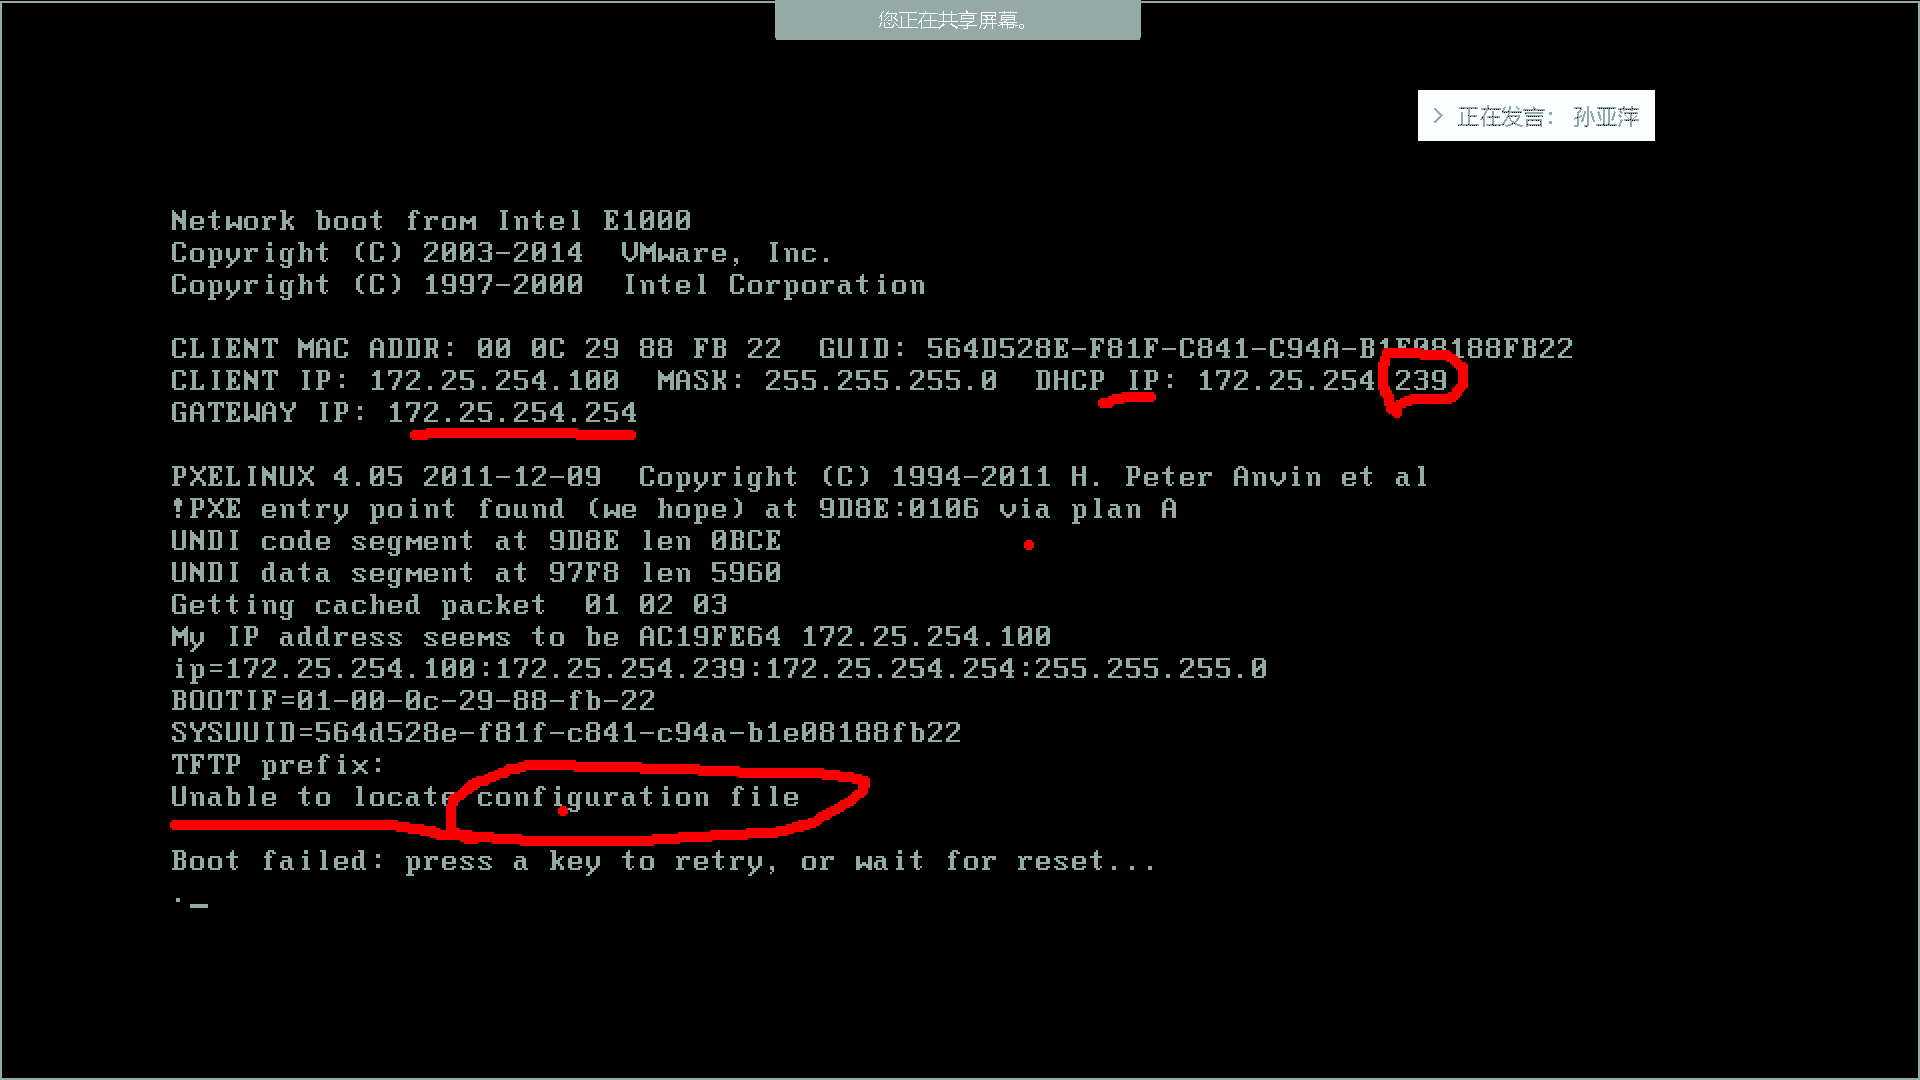 您正在共享屏幕。
正在发言： 孙亚萍
Network boot from Intel E1000
Copyright (C) 2003-2014  VMware, Inc.
Copyright (C) 1997-2000  Intel Corporation
CLIENT MAC ADDR: 00 0C 29 88 FB 22  GUID: 564D528E-F81F-C841-C94A-B1E08188FB22
CLIENT IP: 172.25.254.100  MASK: 255.255.255.0  DHCP IP: 172.25.254.239
GATEWAY IP: 172.25.254.254
PXELINUX 4.05 2011-12-09  Copyright (C) 1994-2011 H. Peter Anvin et al
!PXE entry point found (we hope) at 9D8E:0106 via plan A
UNDI code segment at 9D8E len 0BCE
UNDI data segment at 97F8 len 5960
Getting cached packet  01 02 03
My IP address seems to be AC19FE64 172.25.254.100
ip=172.25.254.100:172.25.254.239:172.25.254.254:255.255.255.0
BOOTIF=01-00-0c-29-88-fb-22
SYSUUID=564d528e-f81f-c841-c94a-b1e08188fb22
TFTP prefix:
Unable to locate configuration file
Boot failed: press a key to retry, or wait for reset...
._